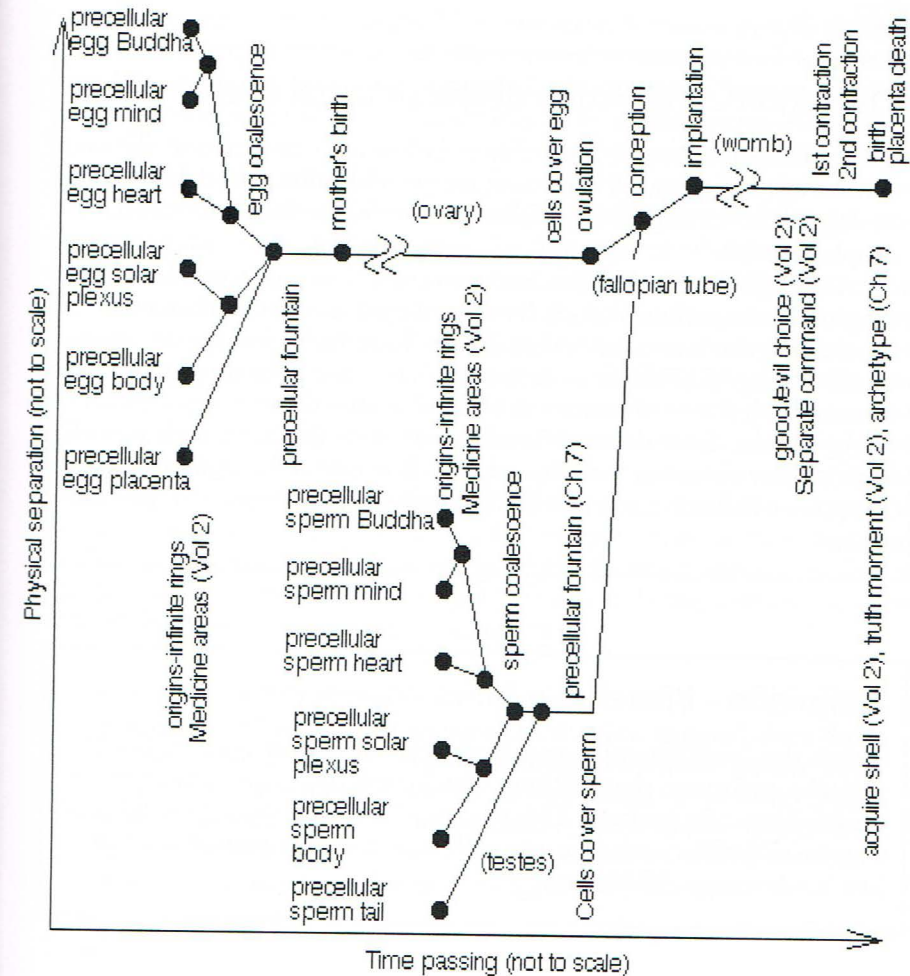 precellular
egg Buddha
precellular
egg mind
precellular
egg heart
precellular
egg solar
plexus
precellular
egg body
precellular
egg placenta
origins-infinite rings
Medicine areas (Vol 2)
egg coalescence
precellular fountain
mother's birth
(ovary)
cells cover egg
ovulation
conception
(fallopian tube)
implantation
(womb)
1st contraction
2nd contraction
birth
placenta death
good/evil choice (Vol 2)
Separate command (Vol 2)
acquire shell (Vol 2), truth moment (Vol 2), archetype (Ch 7)
origins-infinite rings
Medicine areas (Vol 2)
precellular
sperm Buddha
precellular
sperm mind
precellular
sperm heart
precellular
sperm solar
plexus
precellular
sperm
body
precellular
sperm tail
sperm coalescence
precellular fountain (Ch 7)
(testes)
Cells cover sperm
Physical separation (not to scale)
Time passing (not to scale)